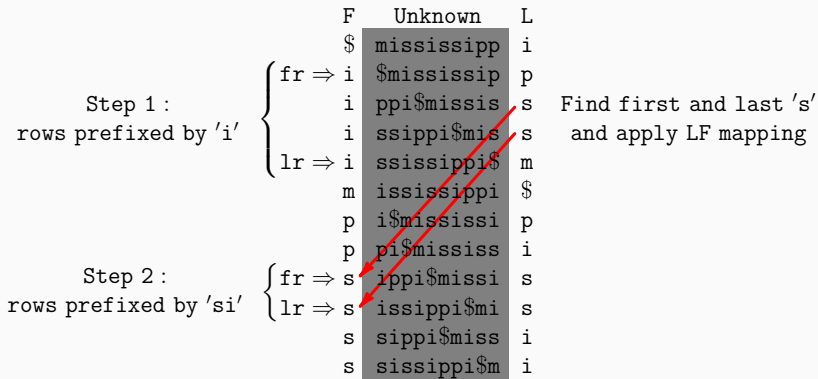 F Unknown L
$ mississipp i
fr ⇒ i $mississip p
Step 1 : i ppi$missis s Find first and last 's'
rows prefixed by 'i' i ssippi$mis s and apply LF mapping
lr ⇒ i ssissippi$ m
m ississippi $
p i$mississi p
p pi$mississ i
Step 2 : fr ⇒ s ippi$missi s
rows prefixed by 'si' lr ⇒ s issippi$mi s
s sippi$miss i
s sissippi$m i